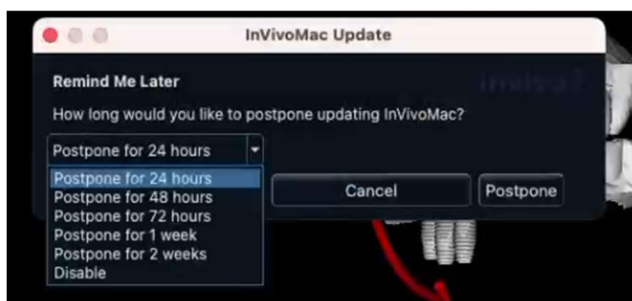 InVivoMac Update
Remind Me Later
How long would you like to postpone updating InVivoMac?
Postpone for 24 hours
Postpone for 24 hours
Postpone for 48 hours
Postpone for 72 hours
Postpone for 1 week
Postpone for 2 weeks
Disable
Cancel
Postpone